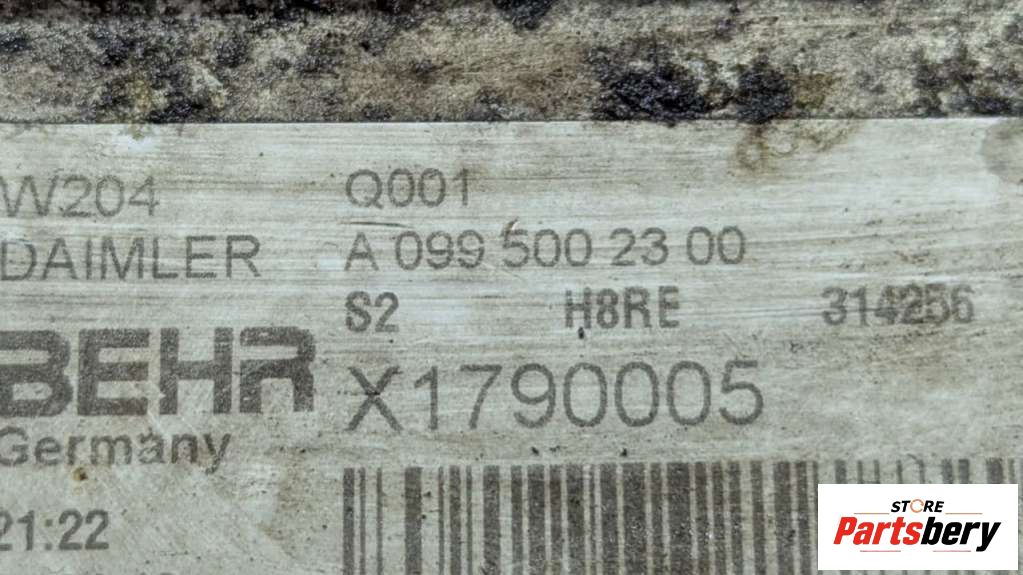 W204 Q001
DAIMLER A 099 500 23 00
S2 H8RE 314256
BEHR X1790005
Germany
21:22
STORE
Partsbery